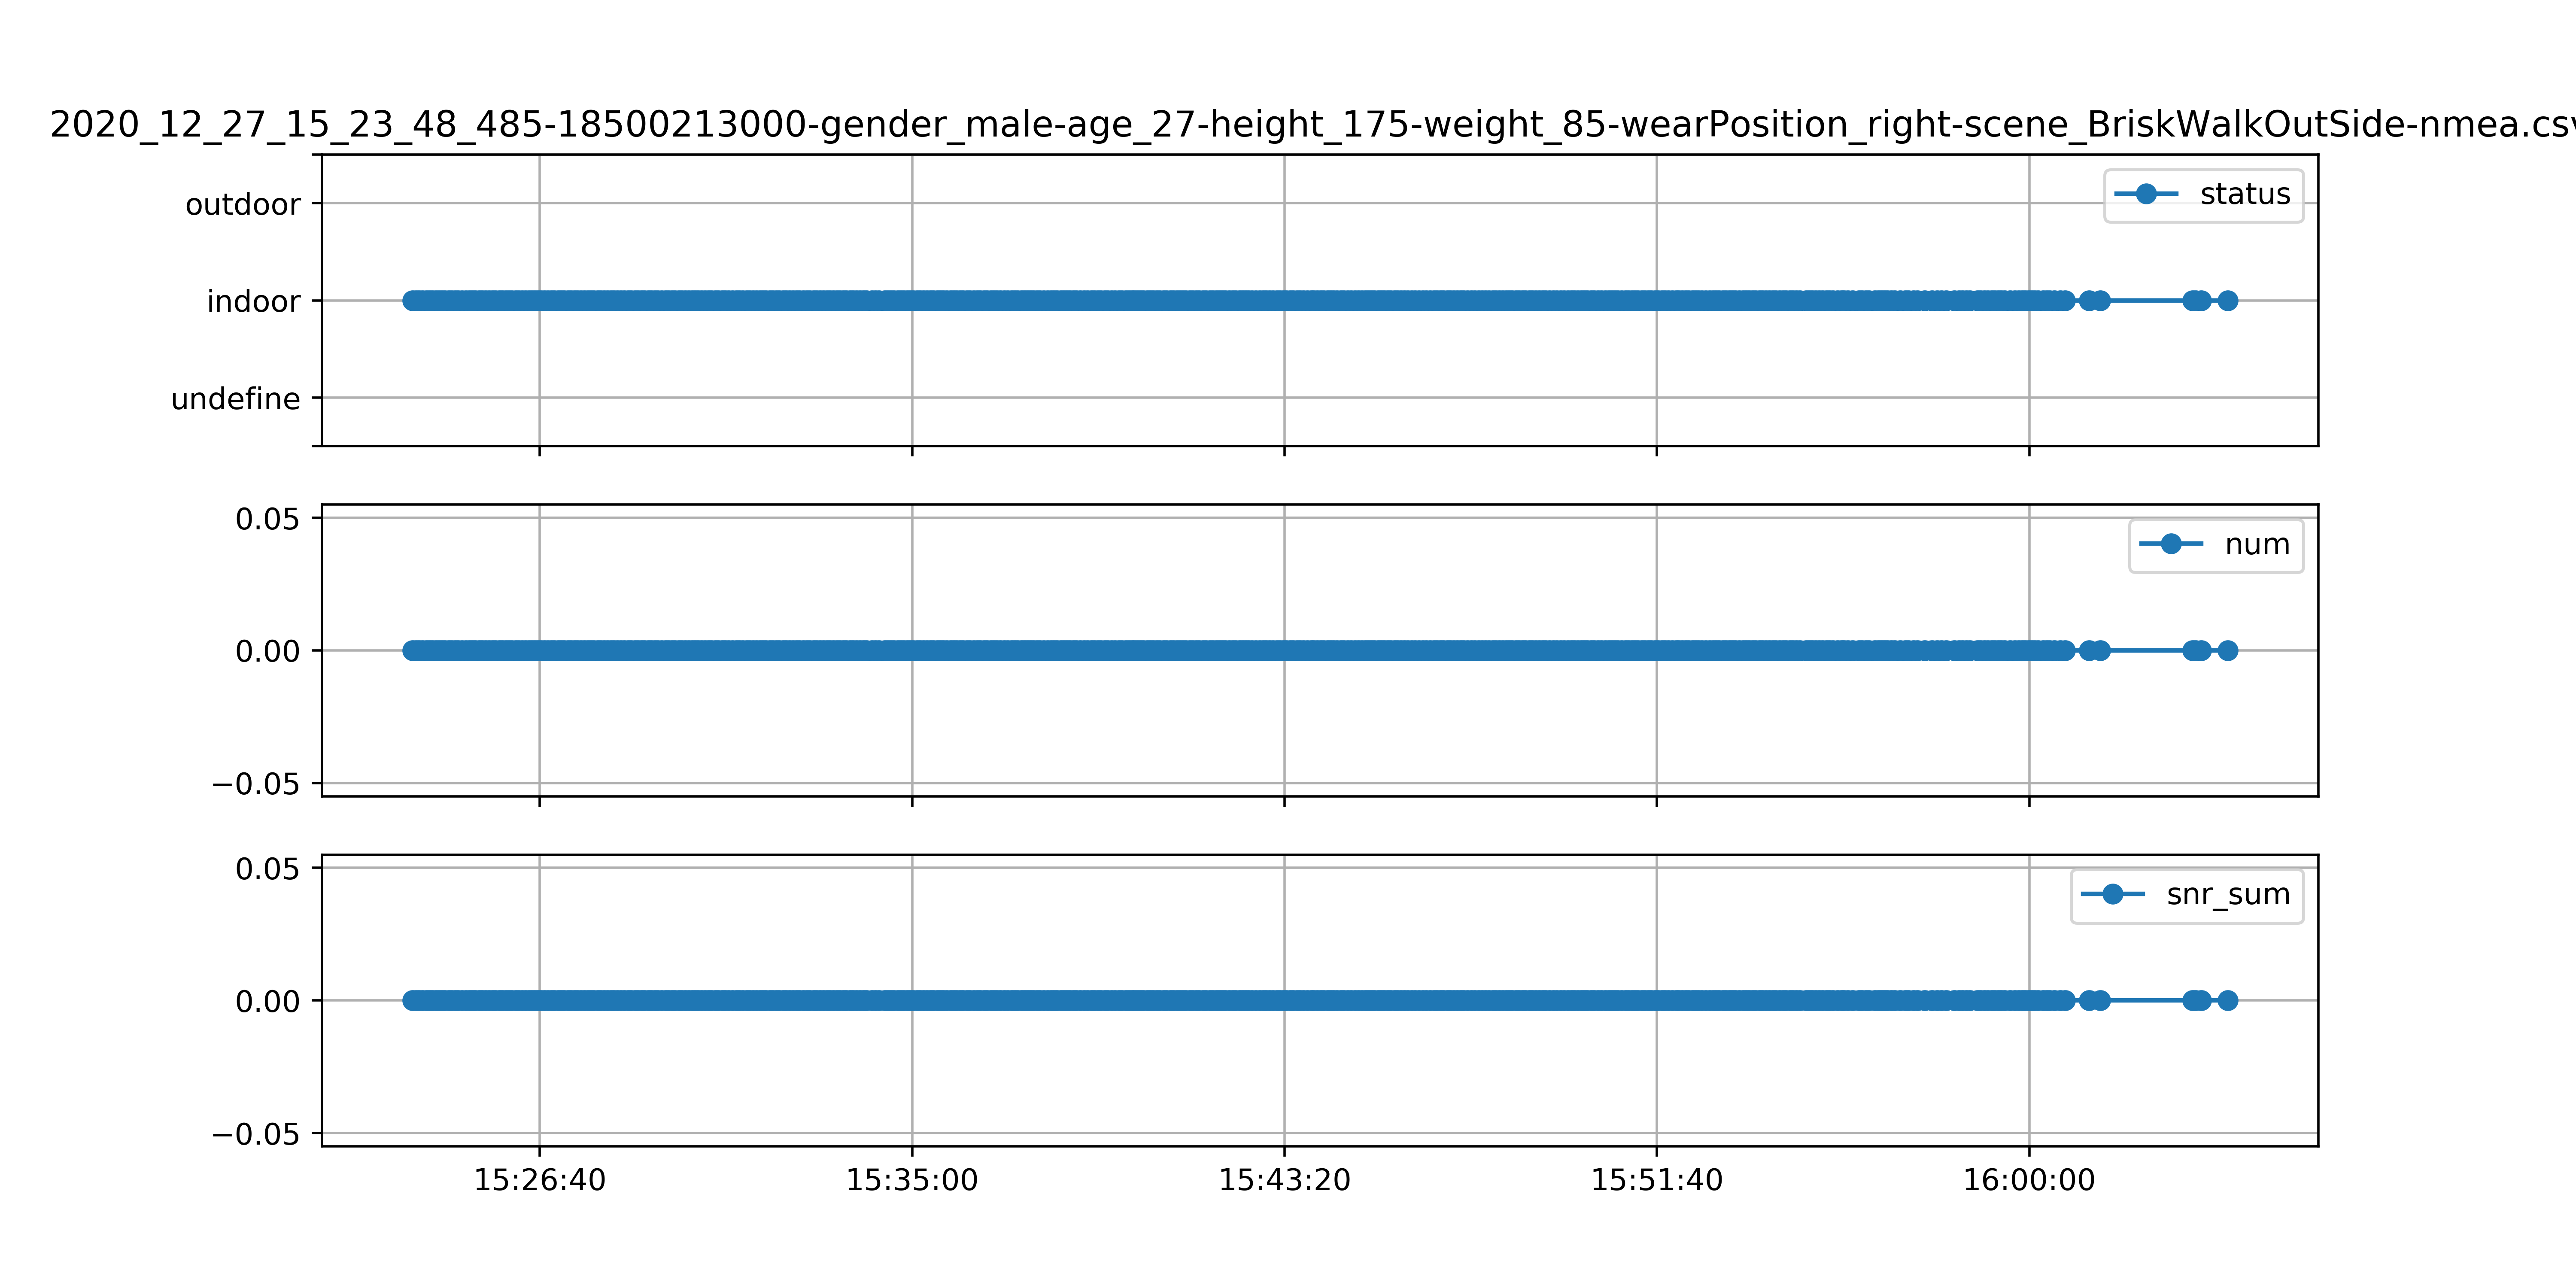 2020_12_27_15_23_48_485-18500213000-gender_male-age_27-height_175-weight_85-wearPosition_right-scene_BriskWalkOutSide-nmea.csv
outdoor
indoor
undefine
status
0.05
0.00
−0.05
num
0.05
0.00
−0.05
snr_sum
15:26:40
15:35:00
15:43:20
15:51:40
16:00:00